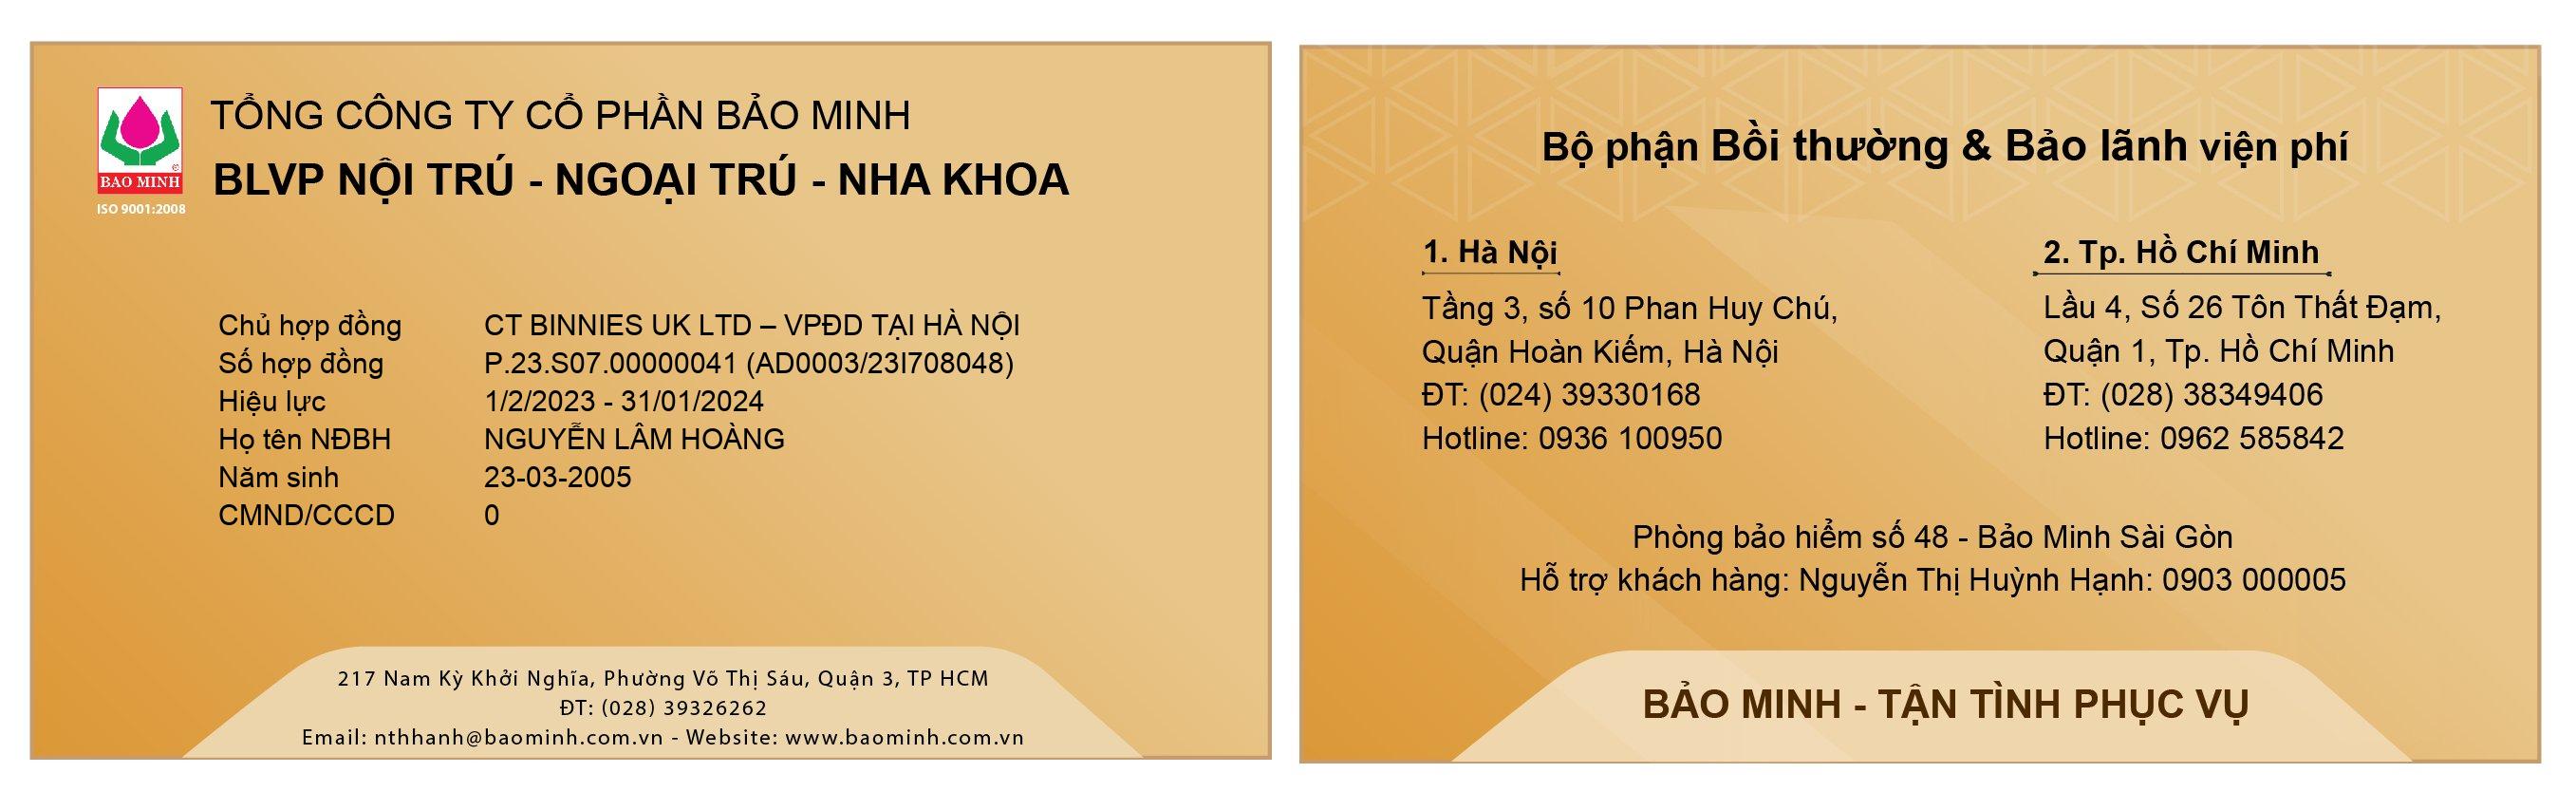 BAO MINH
ISO 9001:2008
TỔNG CÔNG TY CỔ PHẦN BẢO MINH
BLVP NỘI TRÚ - NGOẠI TRÚ - NHA KHOA
Chủ hợp đồng CT BINNIES UK LTD – VPĐD TẠI HÀ NỘI
Số hợp đồng P.23.S07.00000041 (AD0003/23I708048)
Hiệu lực 1/2/2023 - 31/01/2024
Họ tên NĐBH NGUYỄN LÂM HOÀNG
Năm sinh 23-03-2005
CMND/CCCD 0
217 Nam Kỳ Khởi Nghĩa, Phường Võ Thị Sáu, Quận 3, TP HCM
ĐT: (028) 39326262
Email: nthhanh@baominh.com.vn - Website: www.baominh.com.vn
Bộ phận Bồi thường & Bảo lãnh viện phí
1. Hà Nội
Tầng 3, số 10 Phan Huy Chú,
Quận Hoàn Kiếm, Hà Nội
ĐT: (024) 39330168
Hotline: 0936 100950
2. Tp. Hồ Chí Minh
Lầu 4, Số 26 Tôn Thất Đạm,
Quận 1, Tp. Hồ Chí Minh
ĐT: (028) 38349406
Hotline: 0962 585842
Phòng bảo hiểm số 48 - Bảo Minh Sài Gòn
Hỗ trợ khách hàng: Nguyễn Thị Huỳnh Hạnh: 0903 000005
BẢO MINH - TẬN TÌNH PHỤC VỤ